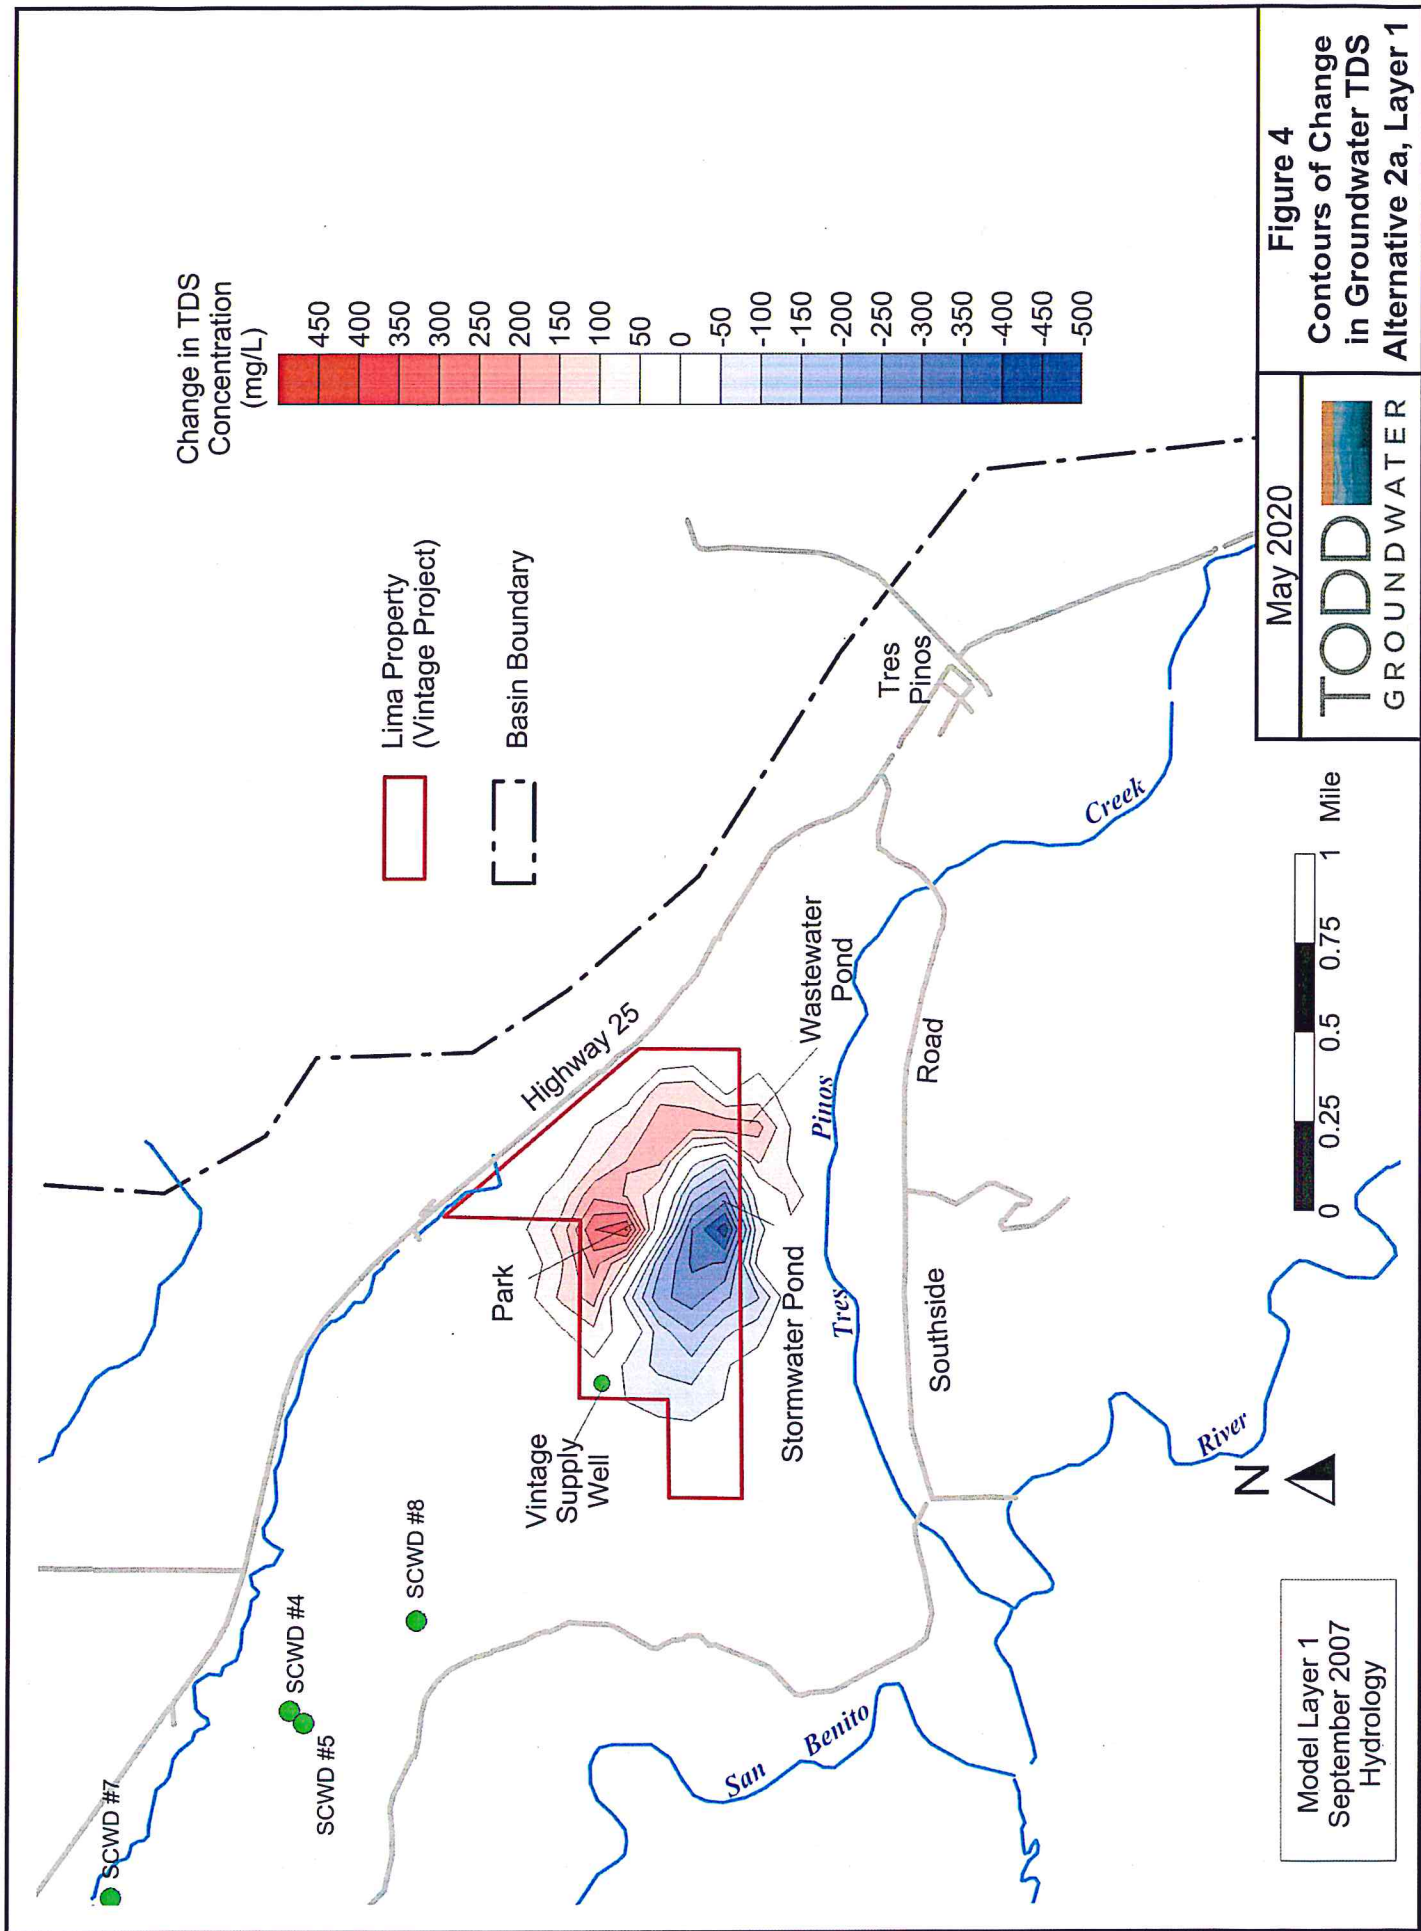 SCWD #7
SCWD #4
SCWD #5
SCWD #8
Vintage
Supply
Well
Park
Highway 25
Wastewater
Pond
Stormwater Pond
Tres
Pinos
Creek
Southside
Road
San
Benito
River
Tres
Pinos
Lima Property
(Vintage Project)
Basin Boundary
Change in TDS
Concentration
(mg/L)
450
400
350
300
250
200
150
100
50
0
-50
-100
-150
-200
-250
-300
-350
-400
-450
-500
Model Layer 1
September 2007
Hydrology
N
0
0.25
0.5
0.75
1
Mile
May 2020
TODD
GROUNDWATER
Figure 4
Contours of Change
in Groundwater TDS
Alternative 2a, Layer 1